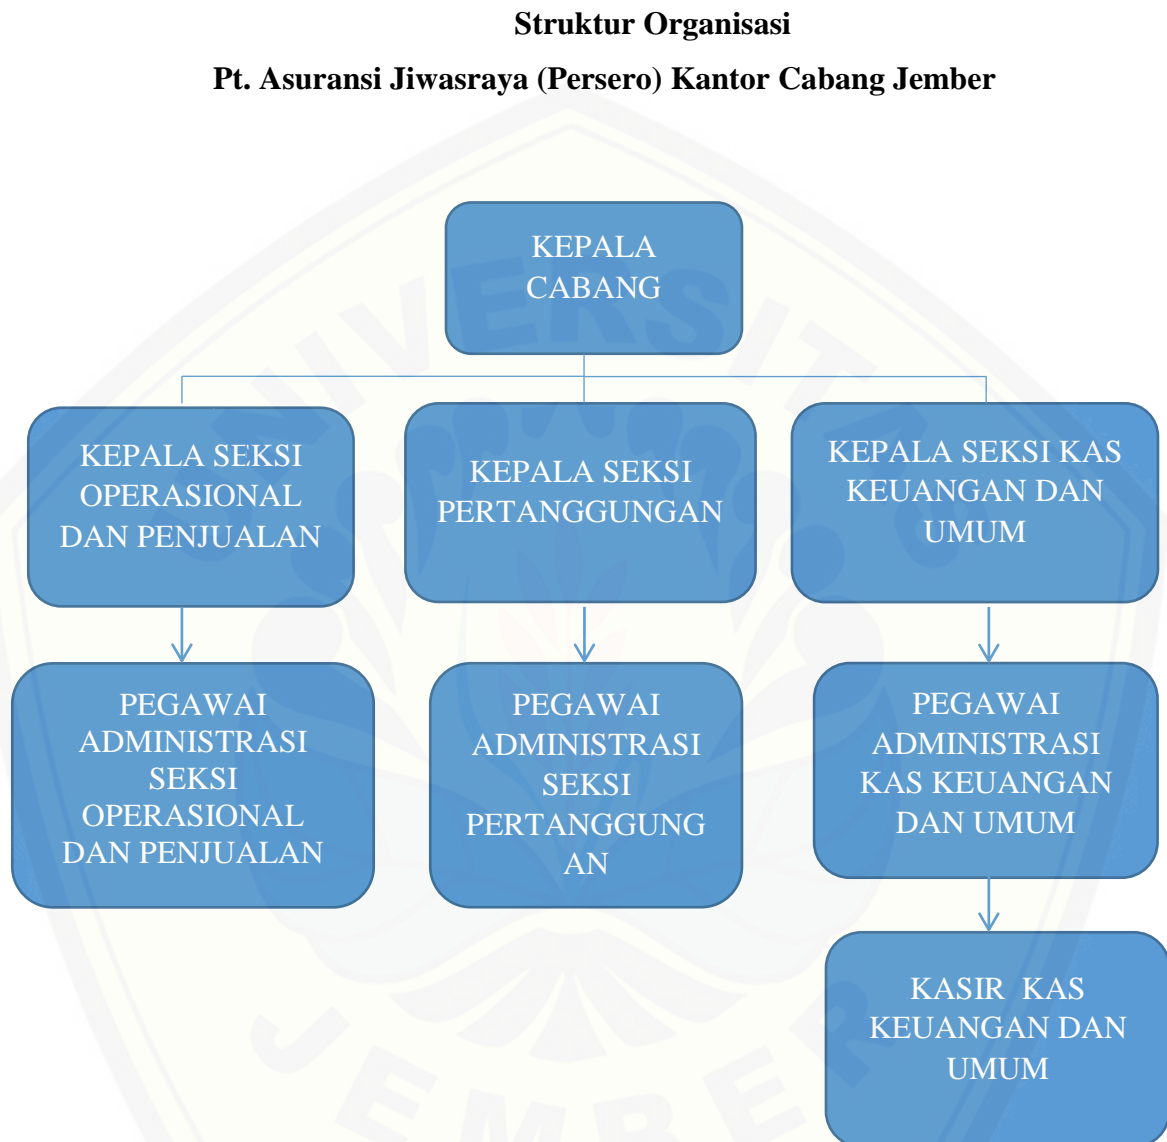 Struktur Organisasi
Pt. Asuransi Jiwasraya (Persero) Kantor Cabang Jember
KEPALA
CABANG
KEPALA SEKSI
OPERASIONAL
DAN PENJUALAN
KEPALA SEKSI
PERTANGGUNGAN
KEPALA SEKSI KAS
KEUANGAN DAN
UMUM
PEGAWAI
ADMINISTRASI
SEKSI
OPERASIONAL
DAN PENJUALAN
PEGAWAI
ADMINISTRASI
SEKSI
PERTANGGUNG
AN
PEGAWAI
ADMINISTRASI
KAS KEUANGAN
DAN UMUM
KASIR  KAS
KEUANGAN DAN
UMUM
UNIVERSITAS
JEMBER